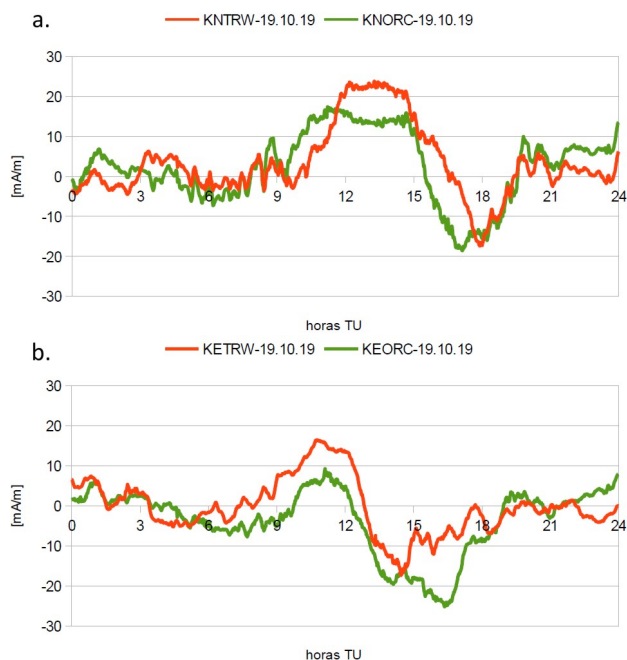 a.
KNTRW-19.10.19 KNORC-19.10.19
30
20
10
0
-10
-20
-30
[mAm]
0 3 6 9 12 15 18 21 24
horas TU
b.
KETRW-19.10.19 KEORC-19.10.19
30
20
10
0
-10
-20
-30
[mA/m]
0 3 6 9 12 15 18 21 24
horas TU